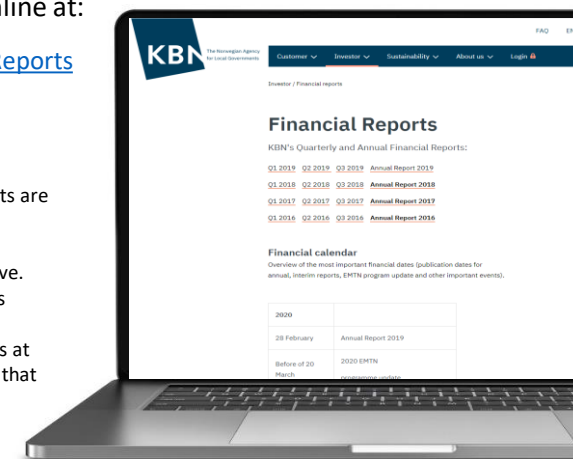 line at:
Reports
ts are
ve.
s
s at
that
KBN
The Norwegian Agency
for Local Governments
FAQ
EN
Customer
Investor
Sustainability
About us
Login
Investor / Financial reports
Financial Reports
KBN's Quarterly and Annual Financial Reports:
Q1 2019 Q2 2019 Q3 2019 Annual Report 2019
Q1 2018 Q2 2018 Q3 2018 Annual Report 2018
Q1 2017 Q2 2017 Q3 2017 Annual Report 2017
Q1 2016 Q2 2016 Q3 2016 Annual Report 2016
Financial calendar
Overview of the most important financial dates (publication dates for
annual, interim reports, EMTN program update and other important events).
2020
28 February Annual Report 2019
Before of 20 2020 EMTN
March programme update